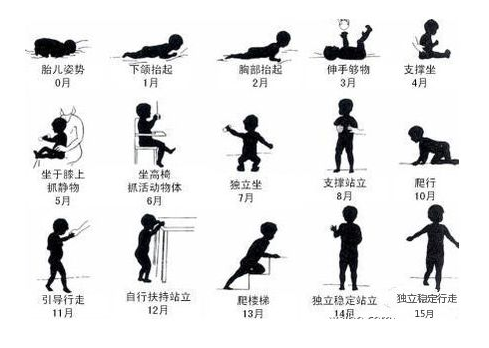 胎儿姿势 下颌抬起 胸部抬起 伸手够物 支撑坐
0月 1月 2月 3月 4月
坐于膝上 坐高椅 独立坐 支撑站立 爬行
抓静物 抓活动物体
5月 6月 7月 8月 10月
引导行走 自行扶持站立 爬楼梯 独立稳定站立 独立稳定行走
11月 12月 13月 14月 15月